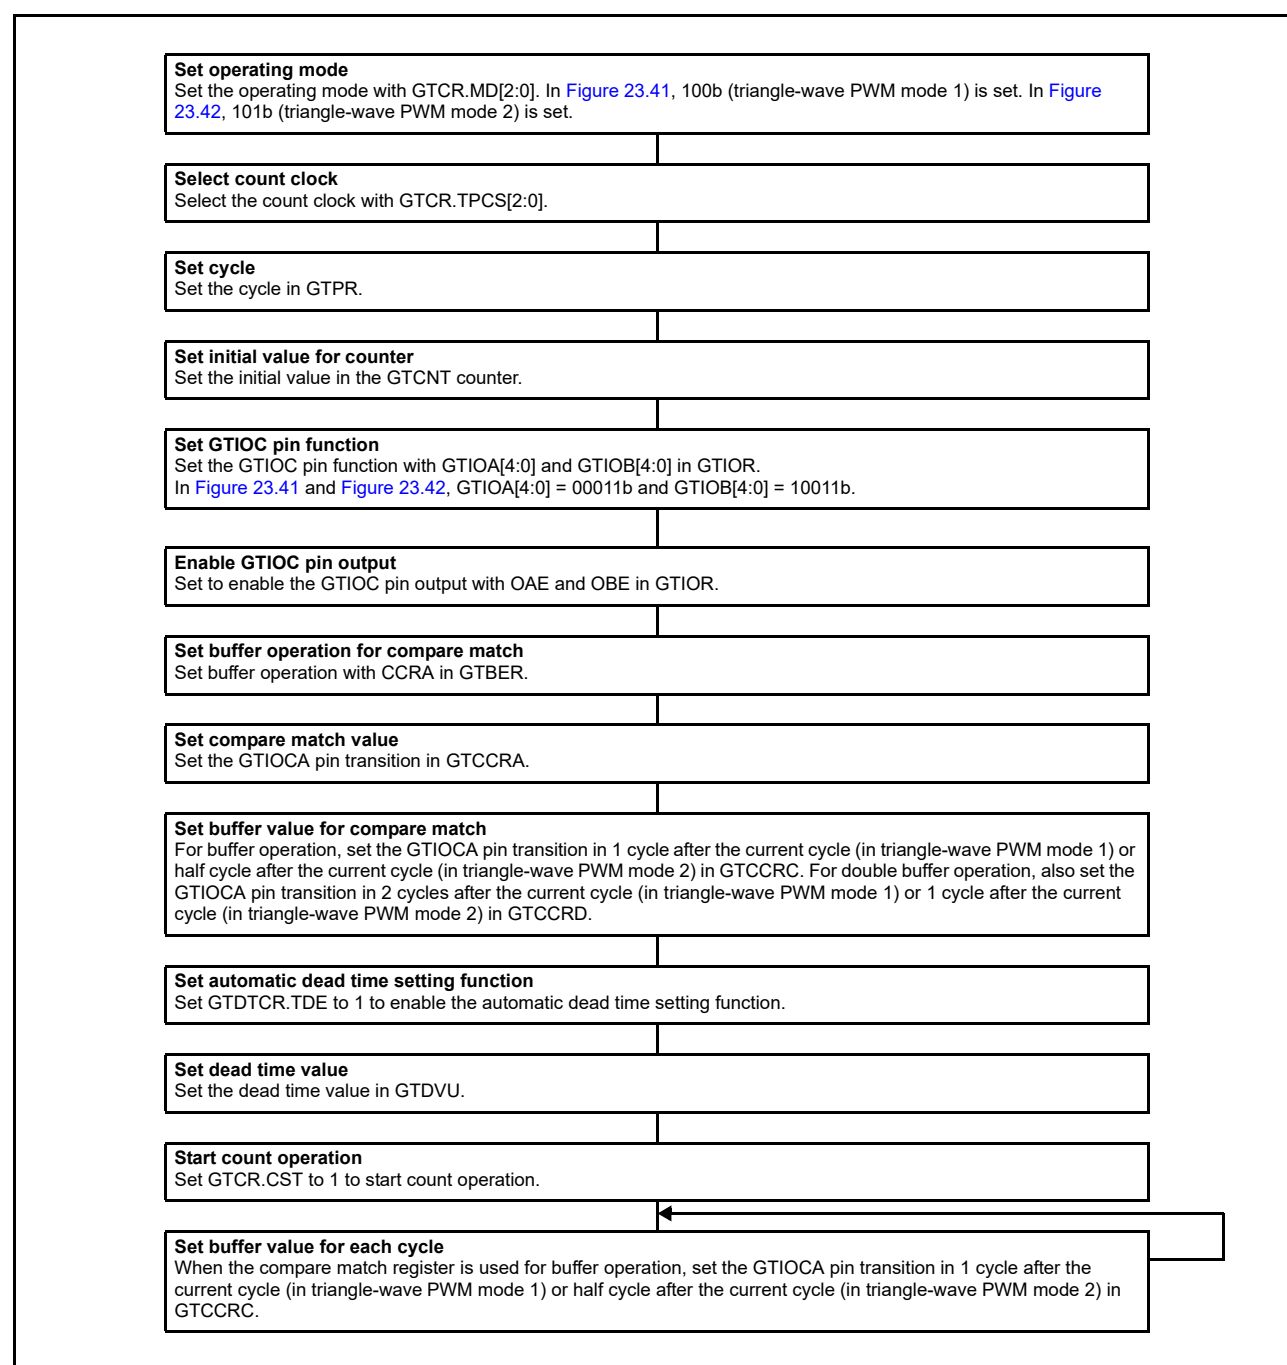 Set operating mode
Set the operating mode with GTCR.MD[2:0]. In Figure 23.41, 100b (triangle-wave PWM mode 1) is set. In Figure
23.42, 101b (triangle-wave PWM mode 2) is set.
Select count clock
Select the count clock with GTCR.TPCS[2:0].
Set cycle
Set the cycle in GTPR.
Set initial value for counter
Set the initial value in the GTCNT counter.
Set GTIOC pin function
Set the GTIOC pin function with GTIOA[4:0] and GTIOB[4:0] in GTIOR.
In Figure 23.41 and Figure 23.42, GTIOA[4:0] = 00011b and GTIOB[4:0] = 10011b.
Enable GTIOC pin output
Set to enable the GTIOC pin output with OAE and OBE in GTIOR.
Set buffer operation for compare match
Set buffer operation with CCRA in GTBER.
Set compare match value
Set the GTIOCA pin transition in GTCCRA.
Set buffer value for compare match
For buffer operation, set the GTIOCA pin transition in 1 cycle after the current cycle (in triangle-wave PWM mode 1) or
half cycle after the current cycle (in triangle-wave PWM mode 2) in GTCCRC. For double buffer operation, also set the
GTIOCA pin transition in 2 cycles after the current cycle (in triangle-wave PWM mode 1) or 1 cycle after the current
cycle (in triangle-wave PWM mode 2) in GTCCRD.
Set automatic dead time setting function
Set GTDTCR.TDE to 1 to enable the automatic dead time setting function.
Set dead time value
Set the dead time value in GTDVU.
Start count operation
Set GTCR.CST to 1 to start count operation.
Set buffer value for each cycle
When the compare match register is used for buffer operation, set the GTIOCA pin transition in 1 cycle after the
current cycle (in triangle-wave PWM mode 1) or half cycle after the current cycle (in triangle-wave PWM mode 2) in
GTCCRC.